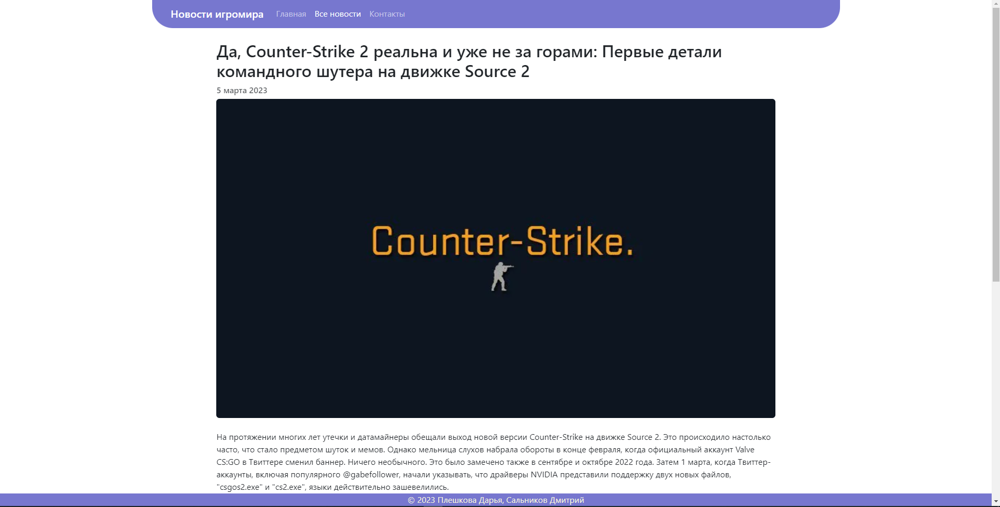 Новости игромира Главная Все новости Контакты
Да, Counter-Strike 2 реальна и уже не за горами: Первые детали
командного шутера на движке Source 2
5 марта 2023
Counter-Strike.
На протяжении многих лет утечки и датамайнеры обещали выход новой версии Counter-Strike на движке Source 2. Это происходило настолько
часто, что стало предметом шуток и мемов. Однако мельница слухов набрала обороты в конце февраля, когда официальный аккаунт Valve
CS:GO в Твиттере сменил баннер. Ничего необычного. Это было замечено также в сентябре и октябре 2022 года. Затем 1 марта, когда Твиттер-
аккаунты, включая популярного @gabefollower, начали указывать, что драйверы NVIDIA представили поддержку двух новых файлов,
"csgos2.exe" и "cs2.exe", языки действительно зашевелились.
© 2023 Плешкова Дарья, Сальников Дмитрий